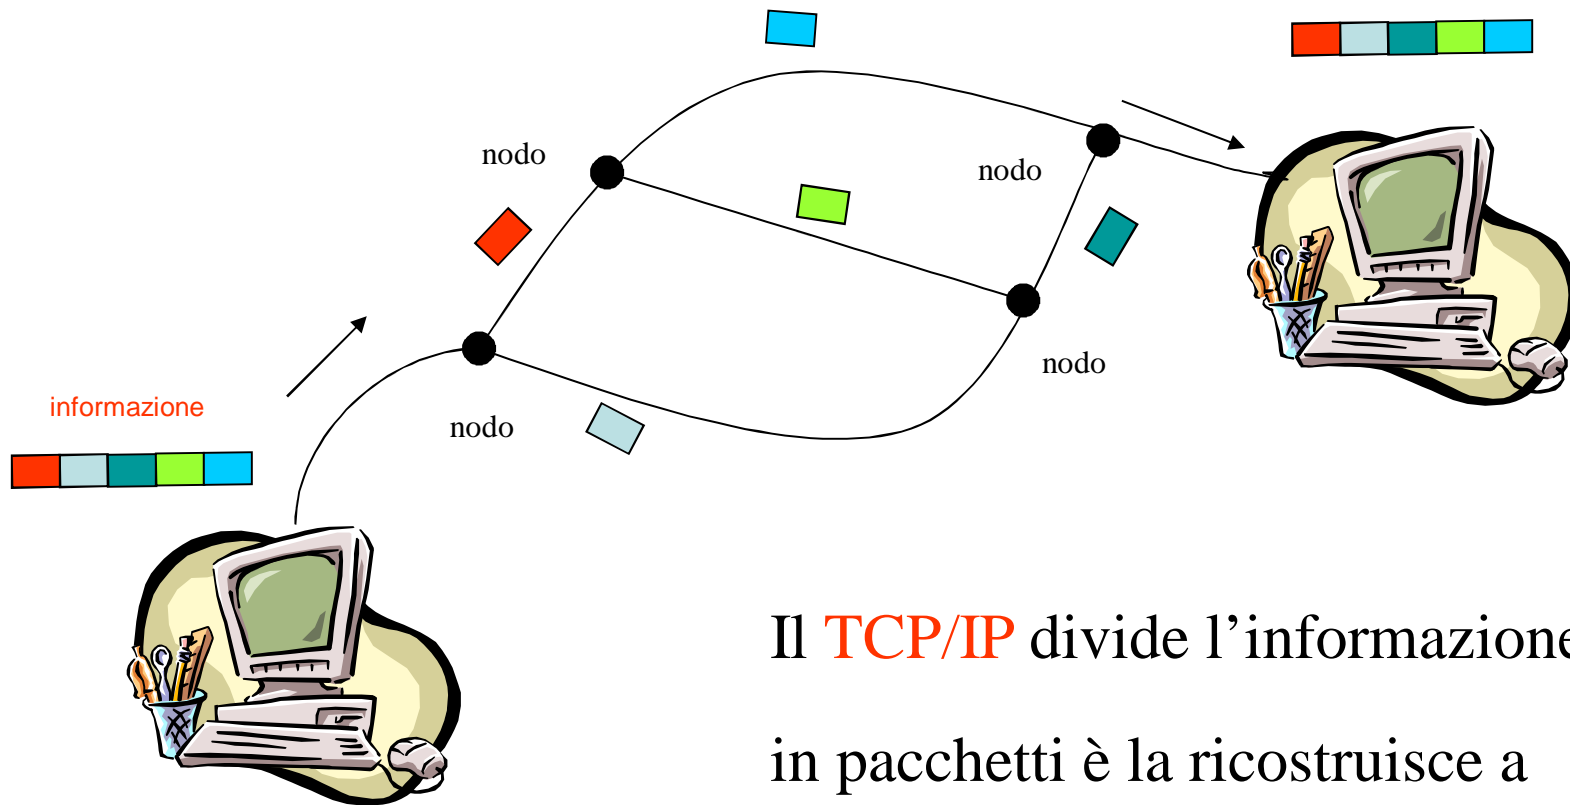 nodo
nodo
nodo
informazione
nodo
Il TCP/IP divide l’informazione
in pacchetti è la ricostruisce a